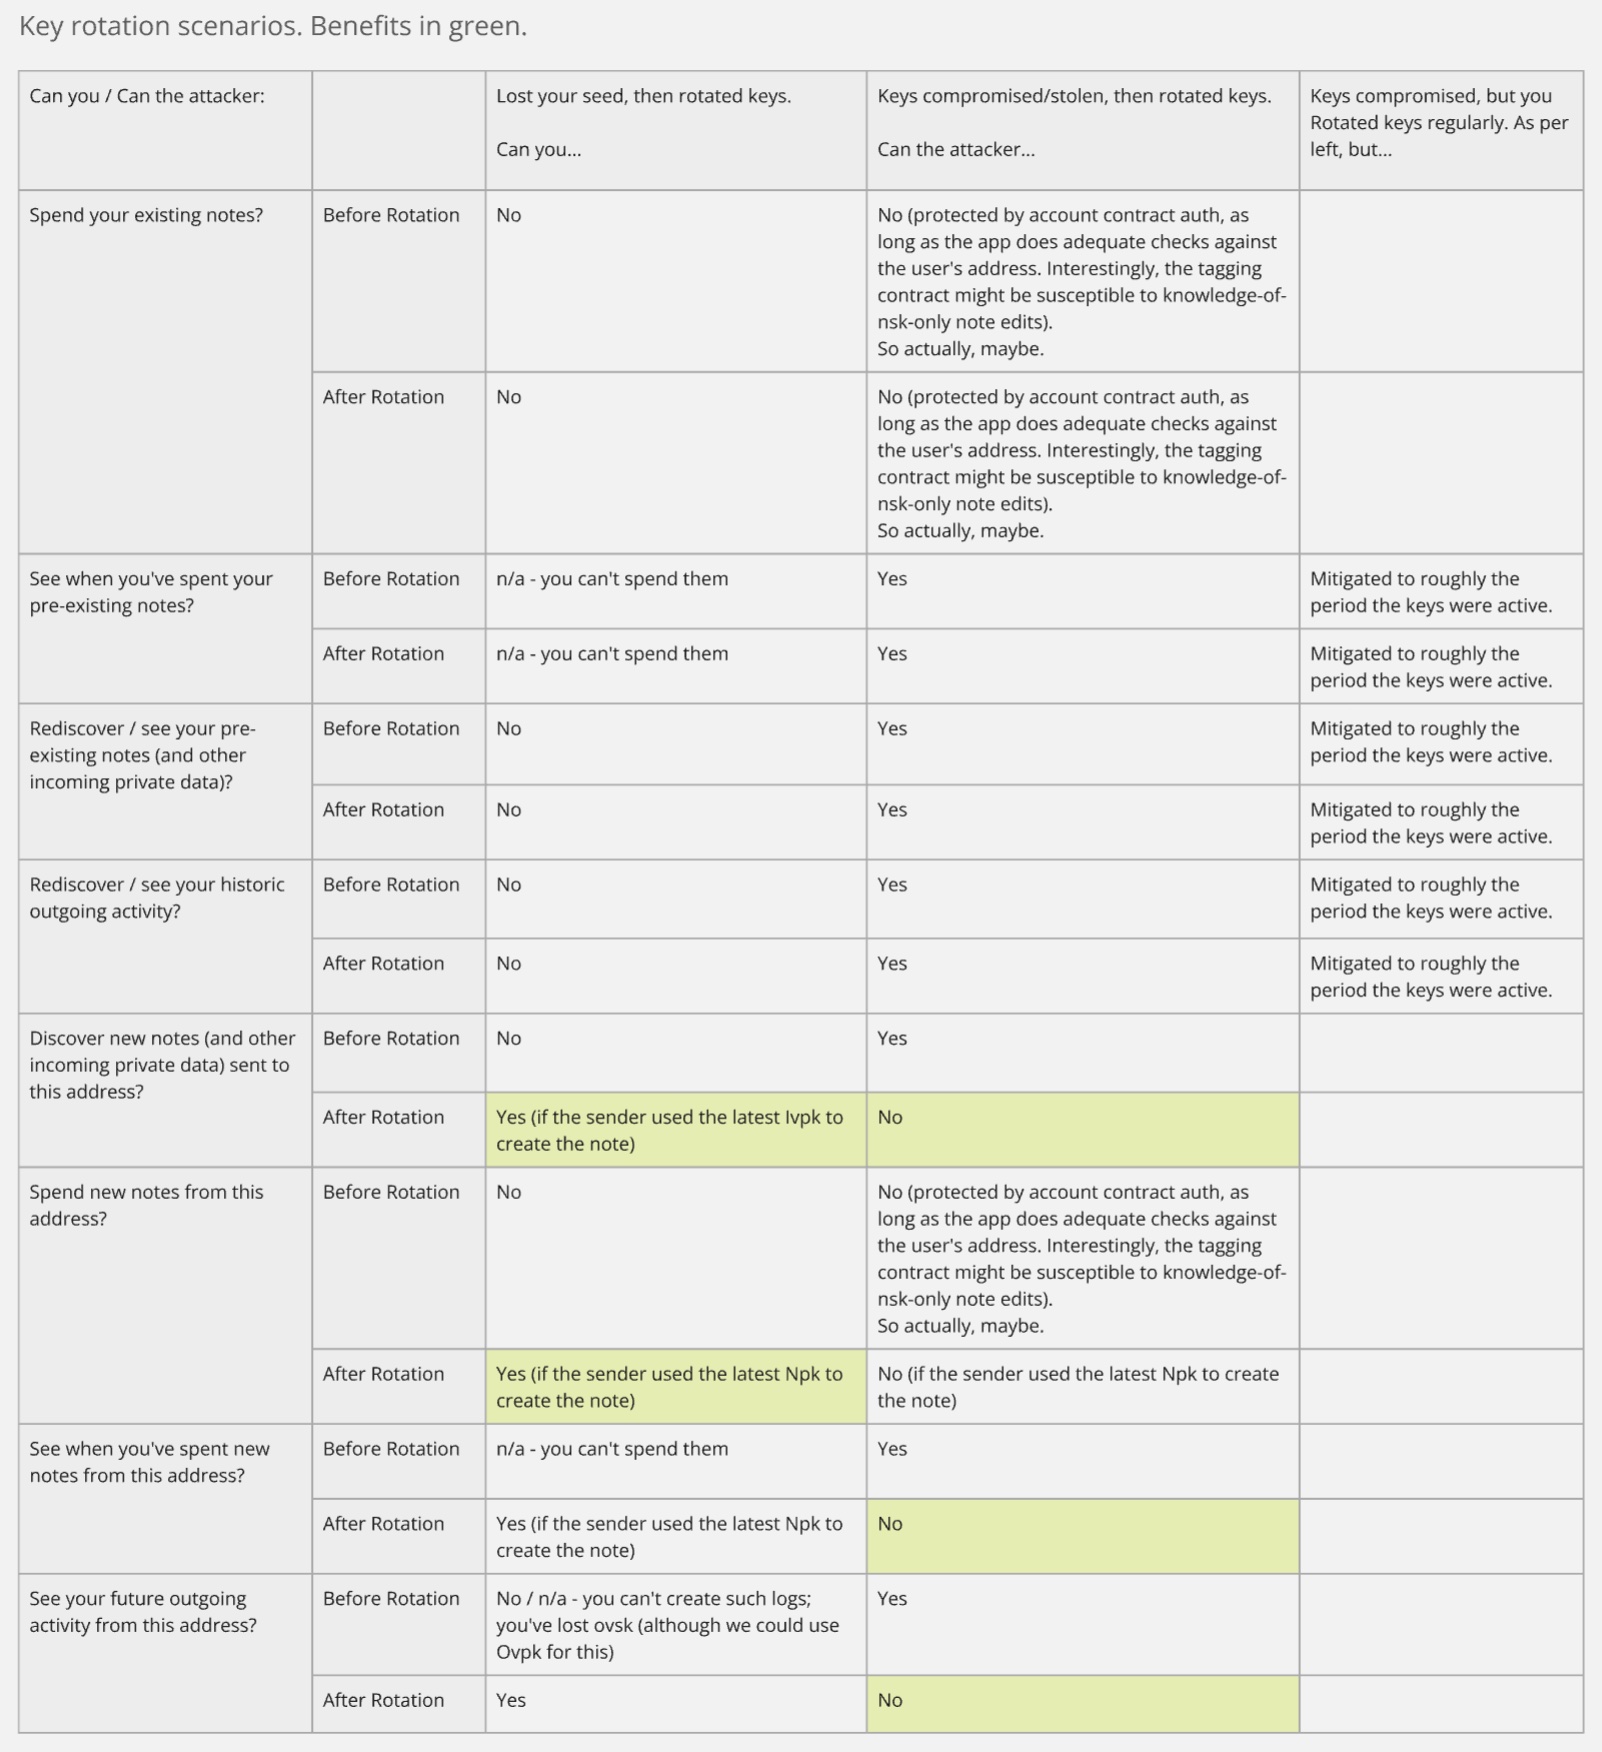 Key rotation scenarios. Benefits in green.
Can you / Can the attacker:
Lost your seed, then rotated keys.
Can you...
Keys compromised/stolen, then rotated keys.
Can the attacker...
Keys compromised, but you
Rotated keys regularly. As per
left, but...
Spend your existing notes?
Before Rotation
No
No (protected by account contract auth, as
long as the app does adequate checks against
the user's address. Interestingly, the tagging
contract might be susceptible to knowledge-of-
nsk-only note edits).
So actually, maybe.
After Rotation
No
No (protected by account contract auth, as
long as the app does adequate checks against
the user's address. Interestingly, the tagging
contract might be susceptible to knowledge-of-
nsk-only note edits).
So actually, maybe.
See when you've spent your
pre-existing notes?
Before Rotation
n/a - you can't spend them
Yes
Mitigated to roughly the
period the keys were active.
After Rotation
n/a - you can't spend them
Yes
Mitigated to roughly the
period the keys were active.
Rediscover / see your pre-
existing notes (and other
incoming private data)?
Before Rotation
No
Yes
Mitigated to roughly the
period the keys were active.
After Rotation
No
Yes
Mitigated to roughly the
period the keys were active.
Rediscover / see your historic
outgoing activity?
Before Rotation
No
Yes
Mitigated to roughly the
period the keys were active.
After Rotation
No
Yes
Mitigated to roughly the
period the keys were active.
Discover new notes (and other
incoming private data) sent to
this address?
Before Rotation
No
Yes
After Rotation
Yes (if the sender used the latest Ivpk to
create the note)
No
Spend new notes from this
address?
Before Rotation
No
No (protected by account contract auth, as
long as the app does adequate checks against
the user's address. Interestingly, the tagging
contract might be susceptible to knowledge-of-
nsk-only note edits).
So actually, maybe.
After Rotation
Yes (if the sender used the latest Npk to
create the note)
No (if the sender used the latest Npk to create
the note)
See when you've spent new
notes from this address?
Before Rotation
n/a - you can't spend them
Yes
After Rotation
Yes (if the sender used the latest Npk to
create the note)
No
See your future outgoing
activity from this address?
Before Rotation
No / n/a - you can't create such logs;
you've lost ovsk (although we could use
Ovpk for this)
Yes
After Rotation
Yes
No